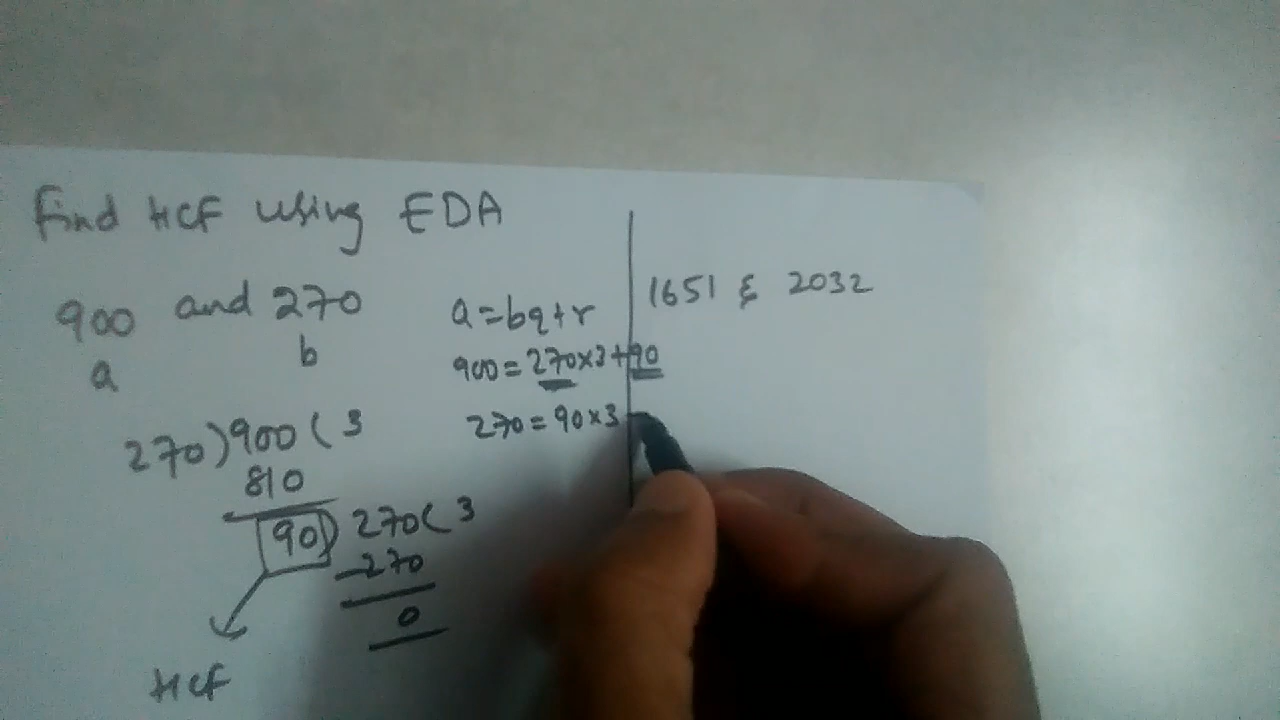 Find HCF using EDA
900 and 270
a b
270)900(3
810
90)270(3
-270
0
HCF
a=bq+r
900=270×3+90
270=90×3
1651 & 2032